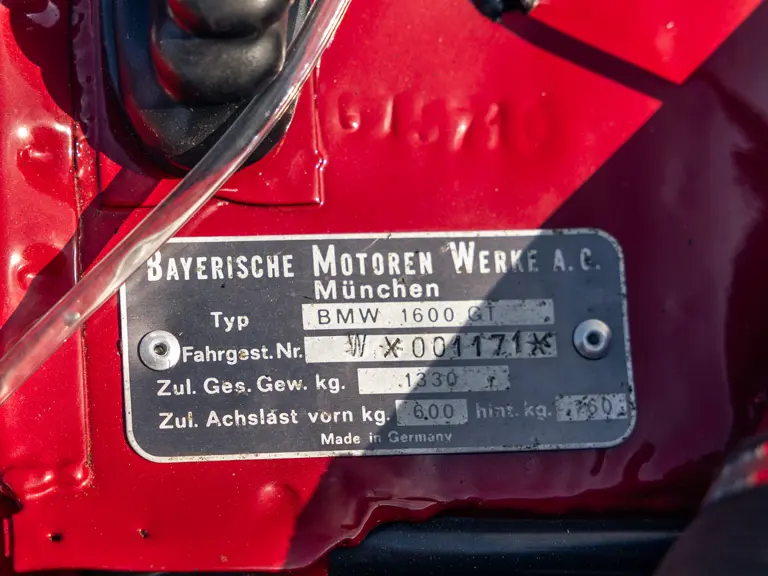 BAYERISCHE MOTOREN WERKE A.G.
München
Typ BMW 1600 GT
Fahrgest.Nr. W *001171*
Zul. Ges. Gew. kg. 1330
Zul. Achslast vorn kg. 600 hint. kg. 760
Made in Germany